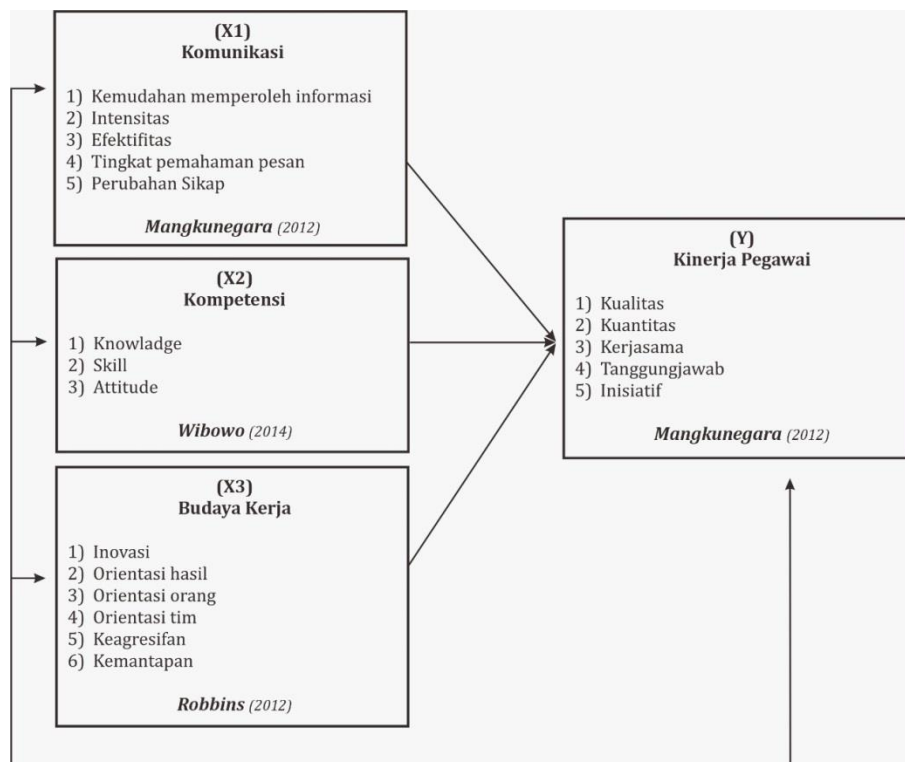 (X1)
Komunikasi
1) Kemudahan memperoleh informasi
2) Intensitas
3) Efektifitas
4) Tingkat pemahaman pesan
5) Perubahan Sikap
Mangkunegara (2012)
(X2)
Kompetensi
1) Knowladge
2) Skill
3) Attitude
Wibowo (2014)
(X3)
Budaya Kerja
1) Inovasi
2) Orientasi hasil
3) Orientasi orang
4) Orientasi tim
5) Keagresifan
6) Kemantapan
Robbins (2012)
(Y)
Kinerja Pegawai
1) Kualitas
2) Kuantitas
3) Kerjasama
4) Tanggungjawab
5) Inisiatif
Mangkunegara (2012)